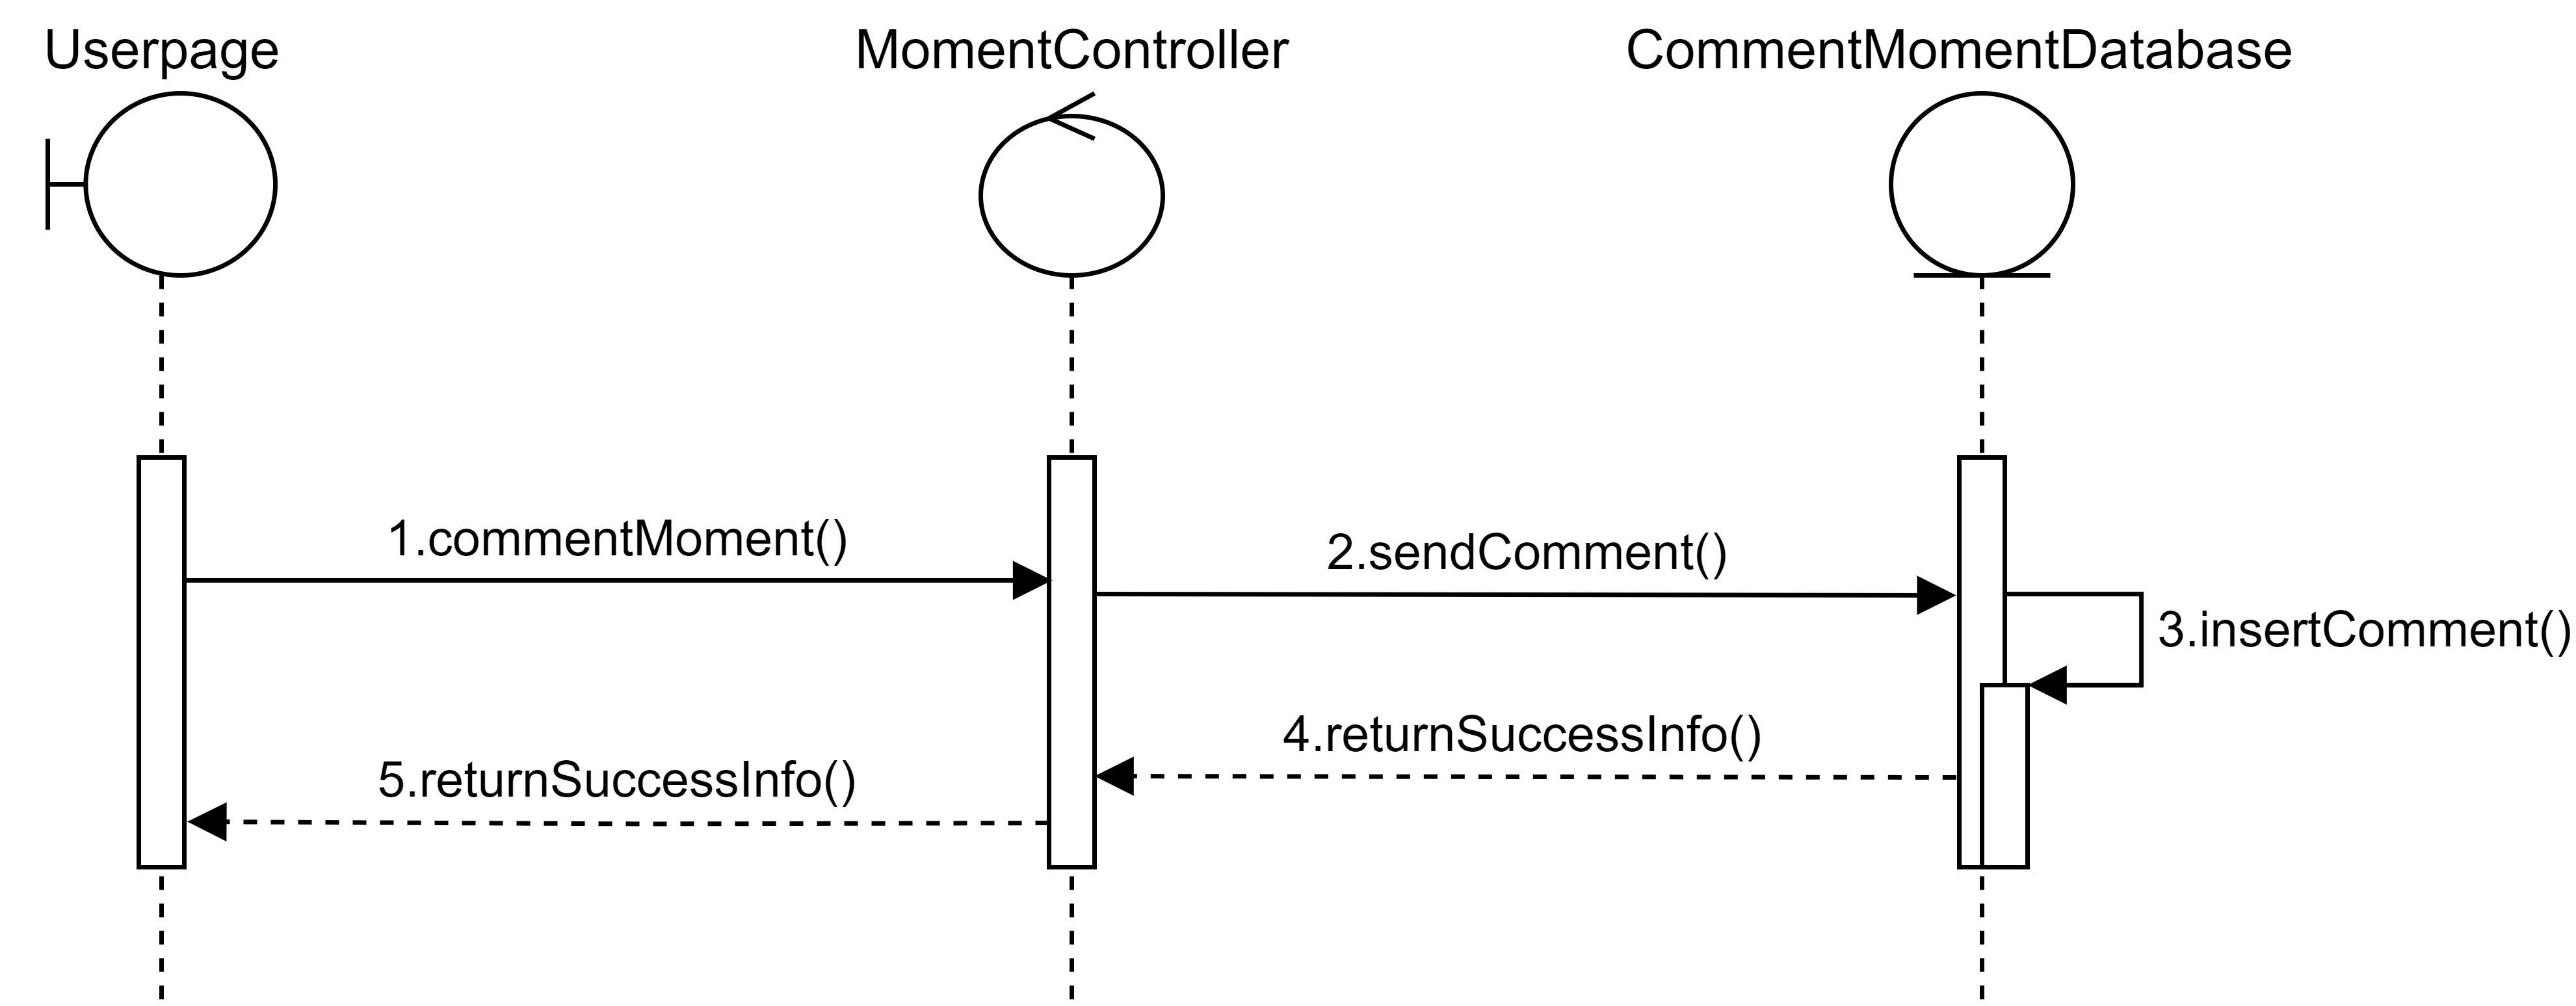 Userpage
MomentController
CommentMomentDatabase
1.commentMoment()
2.sendComment()
3.insertComment()
4.returnSuccessInfo()
5.returnSuccessInfo()